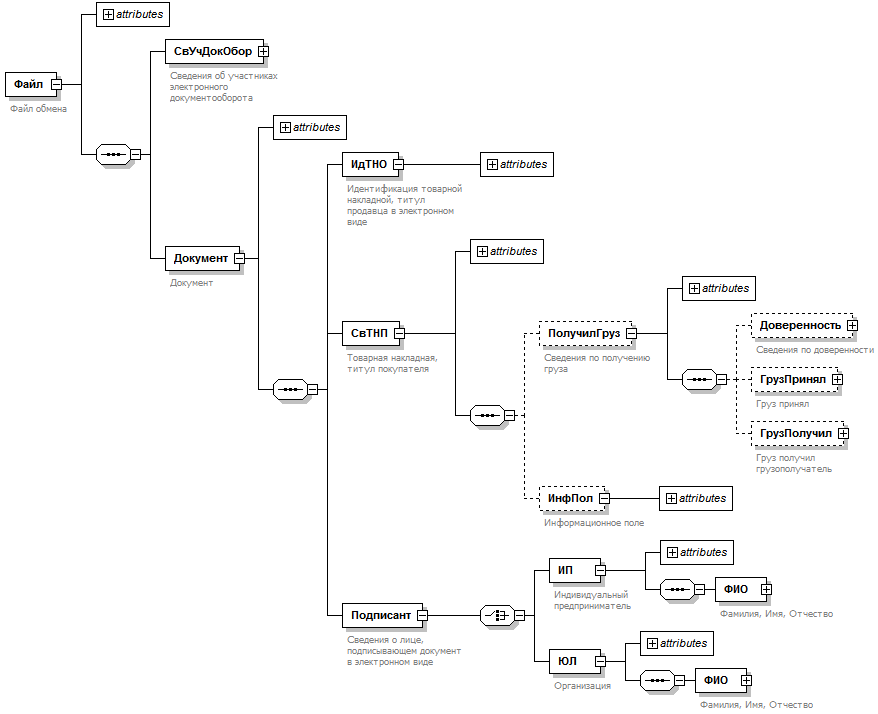 attributes
СвУчДокОбор
Сведения об участниках
электронного
документооборота
Файл
Файл обмена
attributes
Документ
Документ
ИдТНО
attributes
Идентификация товарной
накладной, титул
продавца в электронном
виде
attributes
СвТНП
Товарная накладная,
титул покупателя
ПолучилГруз
Сведения по получению
груза
attributes
Доверенность
Сведения по доверенности
ГрузПринял
Груз принял
ГрузПолучил
Груз получил
грузополучатель
ИнфПол
attributes
Информационное поле
Подписант
Сведения о лице,
подписывающем документ
в электронном виде
ИП
Индивидуальный
предприниматель
attributes
ФИО
Фамилия, Имя, Отчество
ЮЛ
Организация
attributes
ФИО
Фамилия, Имя, Отчество